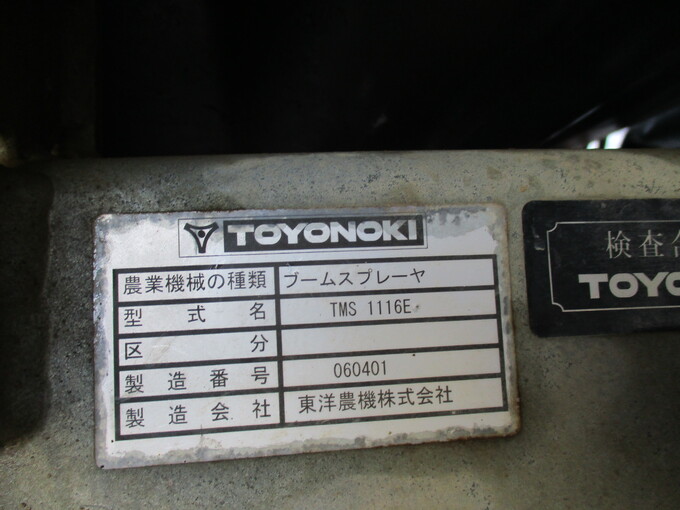 TOYONOKI
農業機械の種類 ブームスプレーヤ
型式名 TMS 1116E
区分
製造番号 060401
製造会社 東洋農機株式会社
検査
TOYO